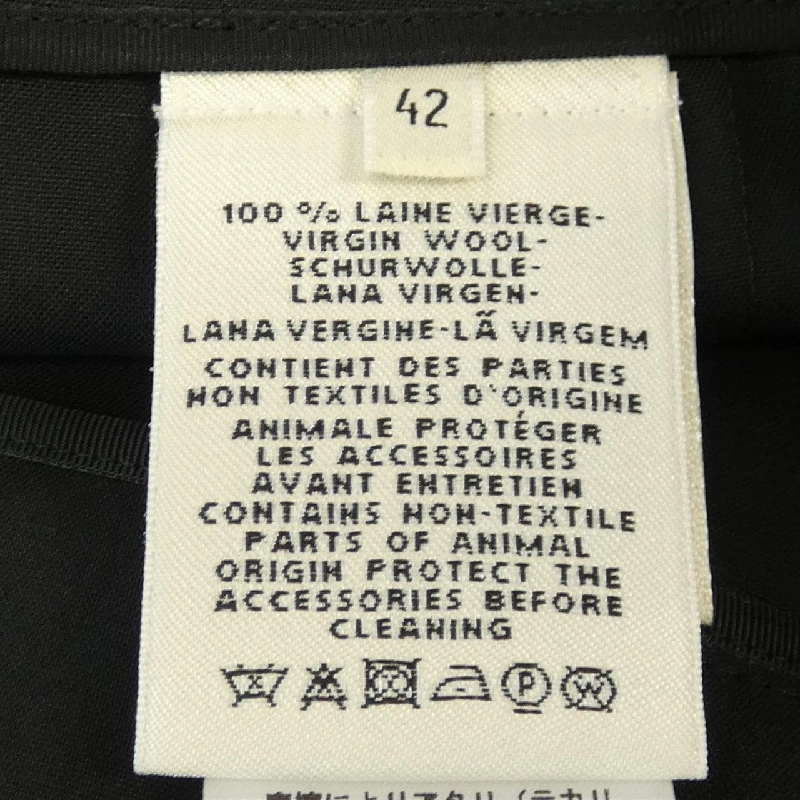 42
100 % LAINE VIERGE-
VIRGIN WOOL-
SCHURWOLLE-
LANA VIRGEN-
LANA VERGINE-LÃ VIRGEM
CONTIENT DES PARTIES
NON TEXTILES D'ORIGINE
ANIMALE PROTÉGER
LES ACCESSOIRES
AVANT ENTRETIEN
CONTAINS NON-TEXTILE
PARTS OF ANIMAL
ORIGIN PROTECT THE
ACCESSORIES BEFORE
CLEANING
P W